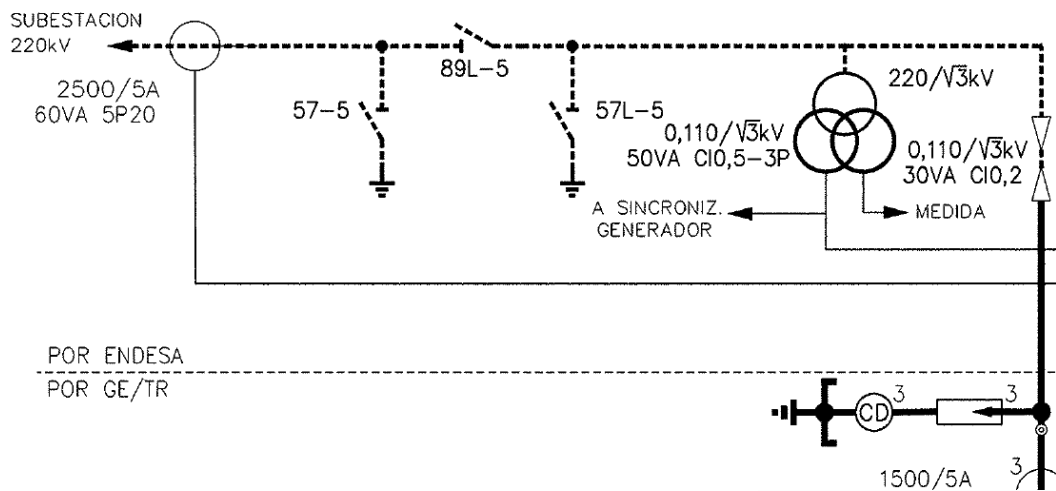 SUBESTACION
220kV
2500/5A
60VA 5P20
89L-5
57-5
57L-5
220/√3kV
0,110/√3kV
50VA Cl0,5-3P
0,110/√3kV
30VA Cl0,2
A SINCRONIZ.
GENERADOR
MEDIDA
POR ENDESA
POR GE/TR
CD
3
3
1500/5A
3